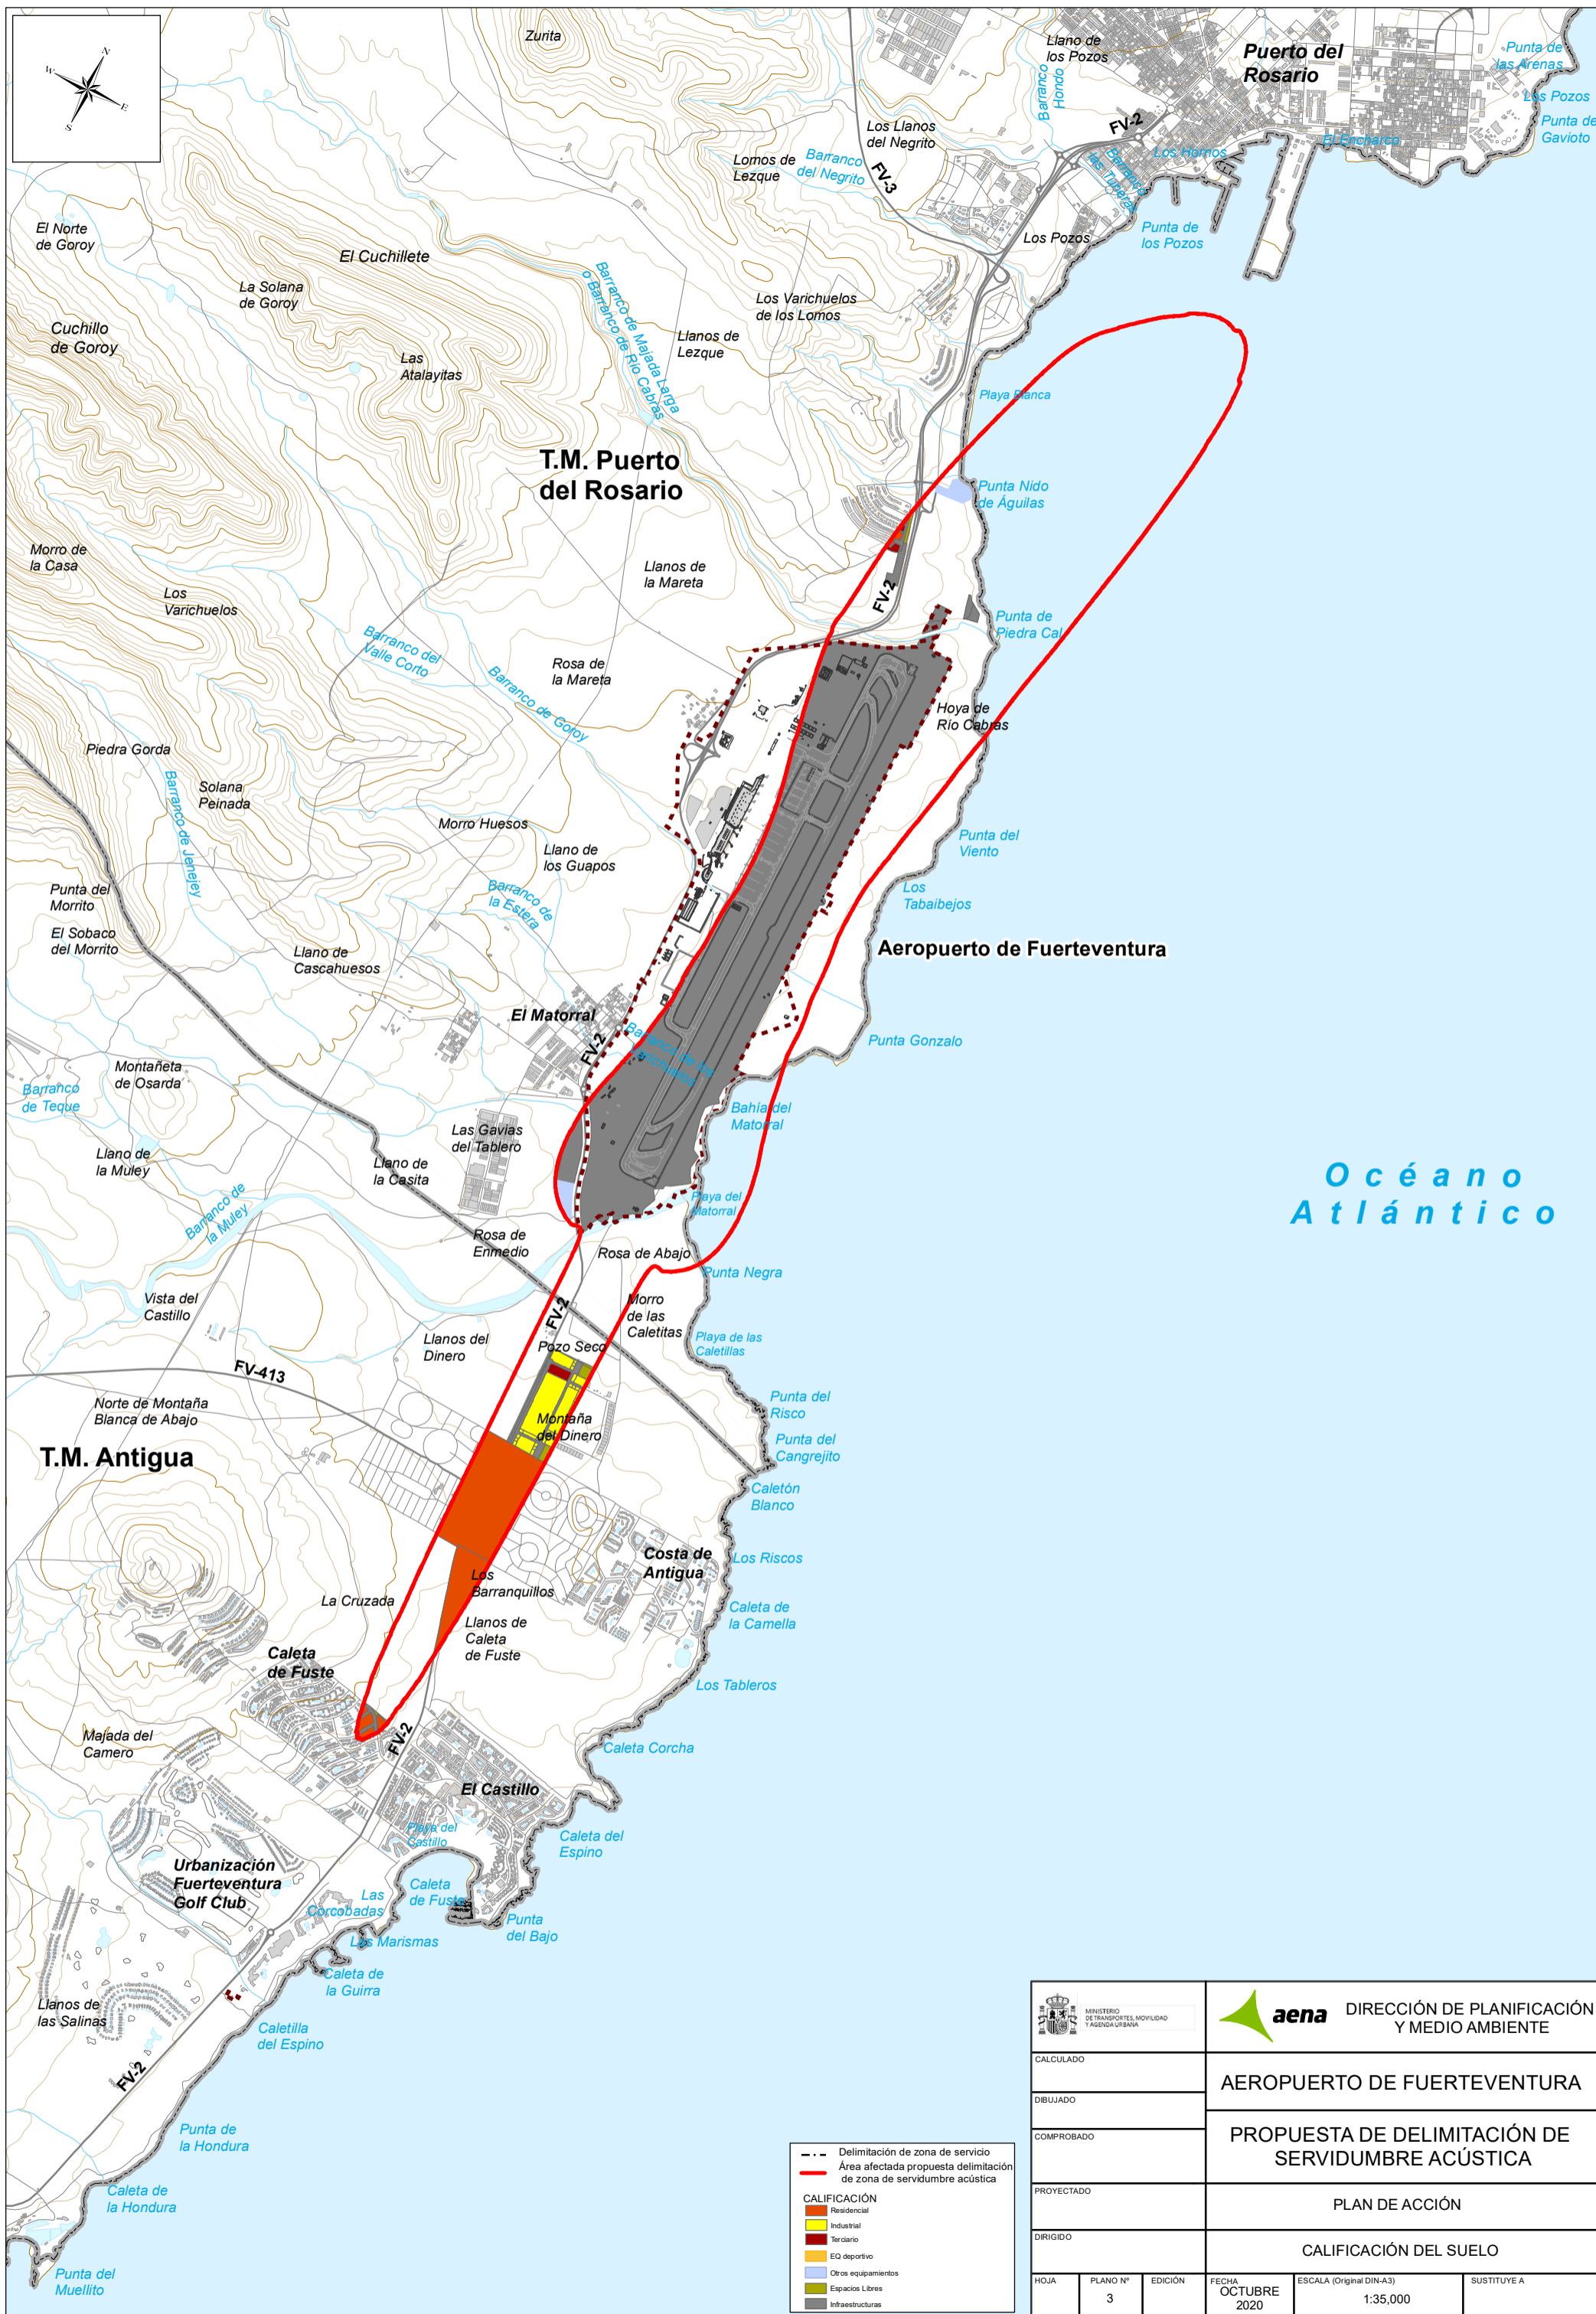 N
W
E
S
Zurita
Llano de
los Pozos
Puerto del
Rosario
Punta de
las Arenas
Los Pozos
Punta de
Gavioto
Barranco
Hondo
FV-2
El Encharco
Los Hornos
Barranco
las Tuneras
Los Llanos
del Negrito
Lomos de
Lezque
Barranco
del Negrito
FV-3
Punta de
los Pozos
Los Pozos
El Norte
de Goroy
El Cuchillete
La Solana
de Goroy
Barranco de Majada Larga
o Barranco de Río Cabras
Los Varichuelos
de los Lomos
Cuchillo
de Goroy
Llanos de
Lezque
Las
Atalayitas
Playa Blanca
T.M. Puerto
del Rosario
Punta Nido
de Águilas
Morro de
la Casa
Llanos de
la Mareta
Los
Varichuelos
FV-2
Punta de
Piedra Cal
Barranco del
Valle Corto
Rosa de
la Mareta
Barranco de Goroy
Hoya de
Río Cabras
Piedra Gorda
Solana
Peinada
Barranco de Jenejey
Morro Huesos
Punta del
Viento
Llano de
los Guapos
Punta del
Morrito
Barranco de
la Estera
Los
Tabaibejos
El Sobaco
del Morrito
Llano de
Cascahuesos
Aeropuerto de Fuerteventura
El Matorral
Barranco de los
Varichuelos
FV-2
Punta Gonzalo
Montañeta
de Osarda
Barranco
de Teque
Bahía del
Matorral
Las Gavias
del Tablero
Llano de
la Muley
Llano de
la Casita
Océano
Atlántico
Playa del
Matorral
Barranco de
la Muley
Rosa de
Enmedio
Rosa de Abajo
Punta Negra
Vista del
Castillo
FV-2
Morro
de las
Caletitas
Llanos del
Dinero
Pozo Seco
Playa de las
Caletillas
FV-413
Norte de Montaña
Blanca de Abajo
Punta del
Risco
Montaña
del Dinero
Punta del
Cangrejito
T.M. Antigua
Caletón
Blanco
Costa de
Antigua
Los Riscos
Los
Barranquillos
La Cruzada
Caleta de
la Camella
Llanos de
Caleta
de Fuste
Caleta
de Fuste
Los Tableros
Majada del
Camero
FV-2
Caleta Corcha
El Castillo
Playa del
Castillo
Caleta del
Espino
Urbanización
Fuerteventura
Golf Club
Caleta
de Fuste
Las
Corcobadas
Punta
del Bajo
Las Marismas
Caleta de
la Guirra
Llanos de
las Salinas
Caletilla
del Espino
FV-2
Punta de
la Hondura
Caleta de
la Hondura
Punta del
Muellito
Delimitación de zona de servicio
Área afectada propuesta delimitación
de zona de servidumbre acústica
CALIFICACIÓN
Residencial
Industrial
Terciario
EQ deportivo
Otros equipamientos
Espacios Libres
Infraestructuras
MINISTERIO
DE TRANSPORTES, MOVILIDAD
Y AGENDA URBANA
aena
DIRECCIÓN DE PLANIFICACIÓN
Y MEDIO AMBIENTE
CALCULADO
AEROPUERTO DE FUERTEVENTURA
DIBUJADO
COMPROBADO
PROPUESTA DE DELIMITACIÓN DE
SERVIDUMBRE ACÚSTICA
PROYECTADO
PLAN DE ACCIÓN
DIRIGIDO
CALIFICACIÓN DEL SUELO
HOJA
PLANO Nº
3
EDICIÓN
FECHA
OCTUBRE
2020
ESCALA (Original DIN-A3)
1:35,000
SUSTITUYE A